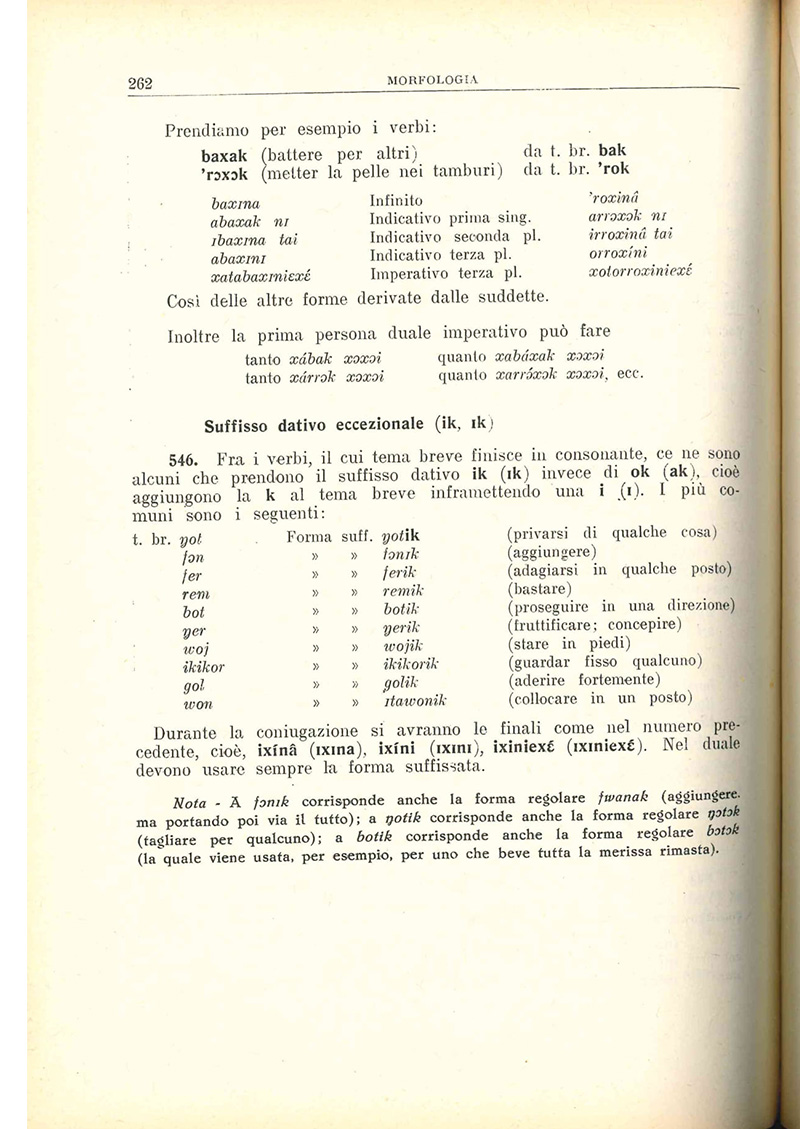 262 MORFOLOGIA
Prendiamo per esempio i verbi:
baxak (battere per altri) da t. br. bak
'rɔxɔk (metter la pelle nei tamburi) da t. br. 'rok
baxɪna Infinito 'roxinâ
abaxak nɪ Indicativo prima sing. arrɔxɔk nɪ
ɪbaxɪna tai Indicativo seconda pl. irroxinâ tai
abaxɪnɪ Indicativo terza pl. orroxíni
xatabaxɪniɛxɛ́ Imperativo terza pl. xotorroxiniexɛ́
Così delle altre forme derivate dalle suddette.
Inoltre la prima persona duale imperativo può fare
tanto xábak xɔxɔi quanto xabáxak xɔxɔi
tanto xárrɔk xɔxɔi quanto xarrɔ́xɔk xɔxɔi, ecc.
Suffisso dativo eccezionale (ik, ɪk)
546. Fra i verbi, il cui tema breve finisce in consonante, ce ne sono
alcuni che prendono il suffisso dativo ik (ɪk) invece di ok (ak), cioè
aggiungono la k al tema breve inframettendo una i (ɪ). I più co-
muni sono i seguenti:
t. br. ŋot Forma suff. ŋotik (privarsi di qualche cosa)
ƒɔn » » ƒɔnɪk (aggiungere)
ƒer » » ƒerik (adagiarsi in qualche posto)
rem » » remik (bastare)
bot » » botik (proseguire in una direzione)
ŋer » » ŋerik (fruttificare; concepire)
woj » » wojik (stare in piedi)
ikikor » » ikikorik (guardar fisso qualcuno)
gol » » golik (aderire fortemente)
won » » ɪtawonik (collocare in un posto)
Durante la coniugazione si avranno le finali come nel numero pre-
cedente, cioè, ixínâ (ɪxɪna), ixíni (ɪxɪnɪ), ixiniexɛ́ (ɪxɪniexɛ́). Nel duale
devono usare sempre la forma suffissata.
Nota - A ƒɔnɪk corrisponde anche la forma regolare ƒwanak (aggiungere.
ma portando poi via il tutto); a ŋotik corrisponde anche la forma regolare ŋɔtɔk
(tagliare per qualcuno); a botik corrisponde anche la forma regolare bɔtɔk
(la quale viene usata, per esempio, per uno che beve tutta la merissa rimasta).